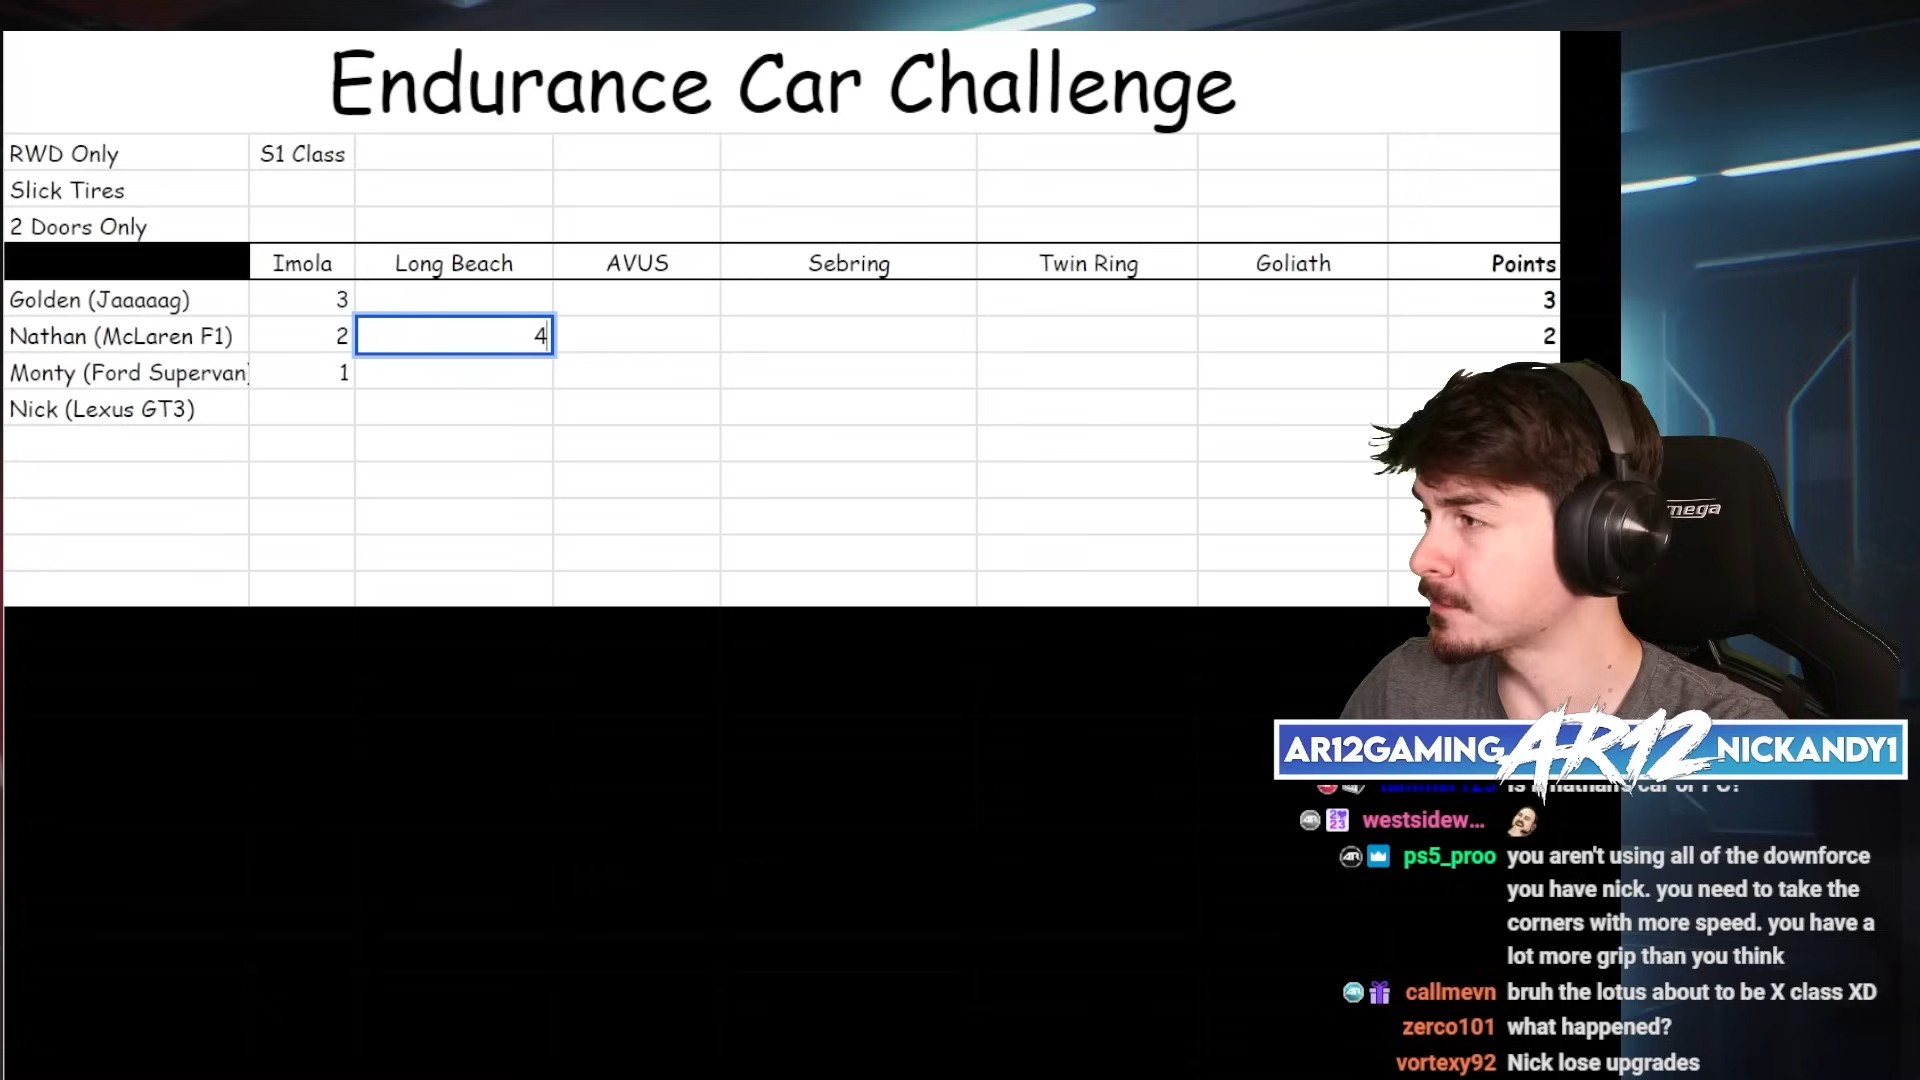 Endurance Car Challenge
RWD Only S1 Class
Slick Tires
2 Doors Only
Imola Long Beach AVUS Sebring Twin Ring Goliath Points
Golden (Jaaaaag) 3 3
Nathan (McLaren F1) 2 4 2
Monty (Ford Supervan) 1
Nick (Lexus GT3)
mega
AR12GAMING AR12 NICKANDY1
westsidew...
ps5_proo you aren't using all of the downforce
you have nick. you need to take the
corners with more speed. you have a
lot more grip than you think
callmevn bruh the lotus about to be X class XD
zerco101 what happened?
vortexy92 Nick lose upgrades